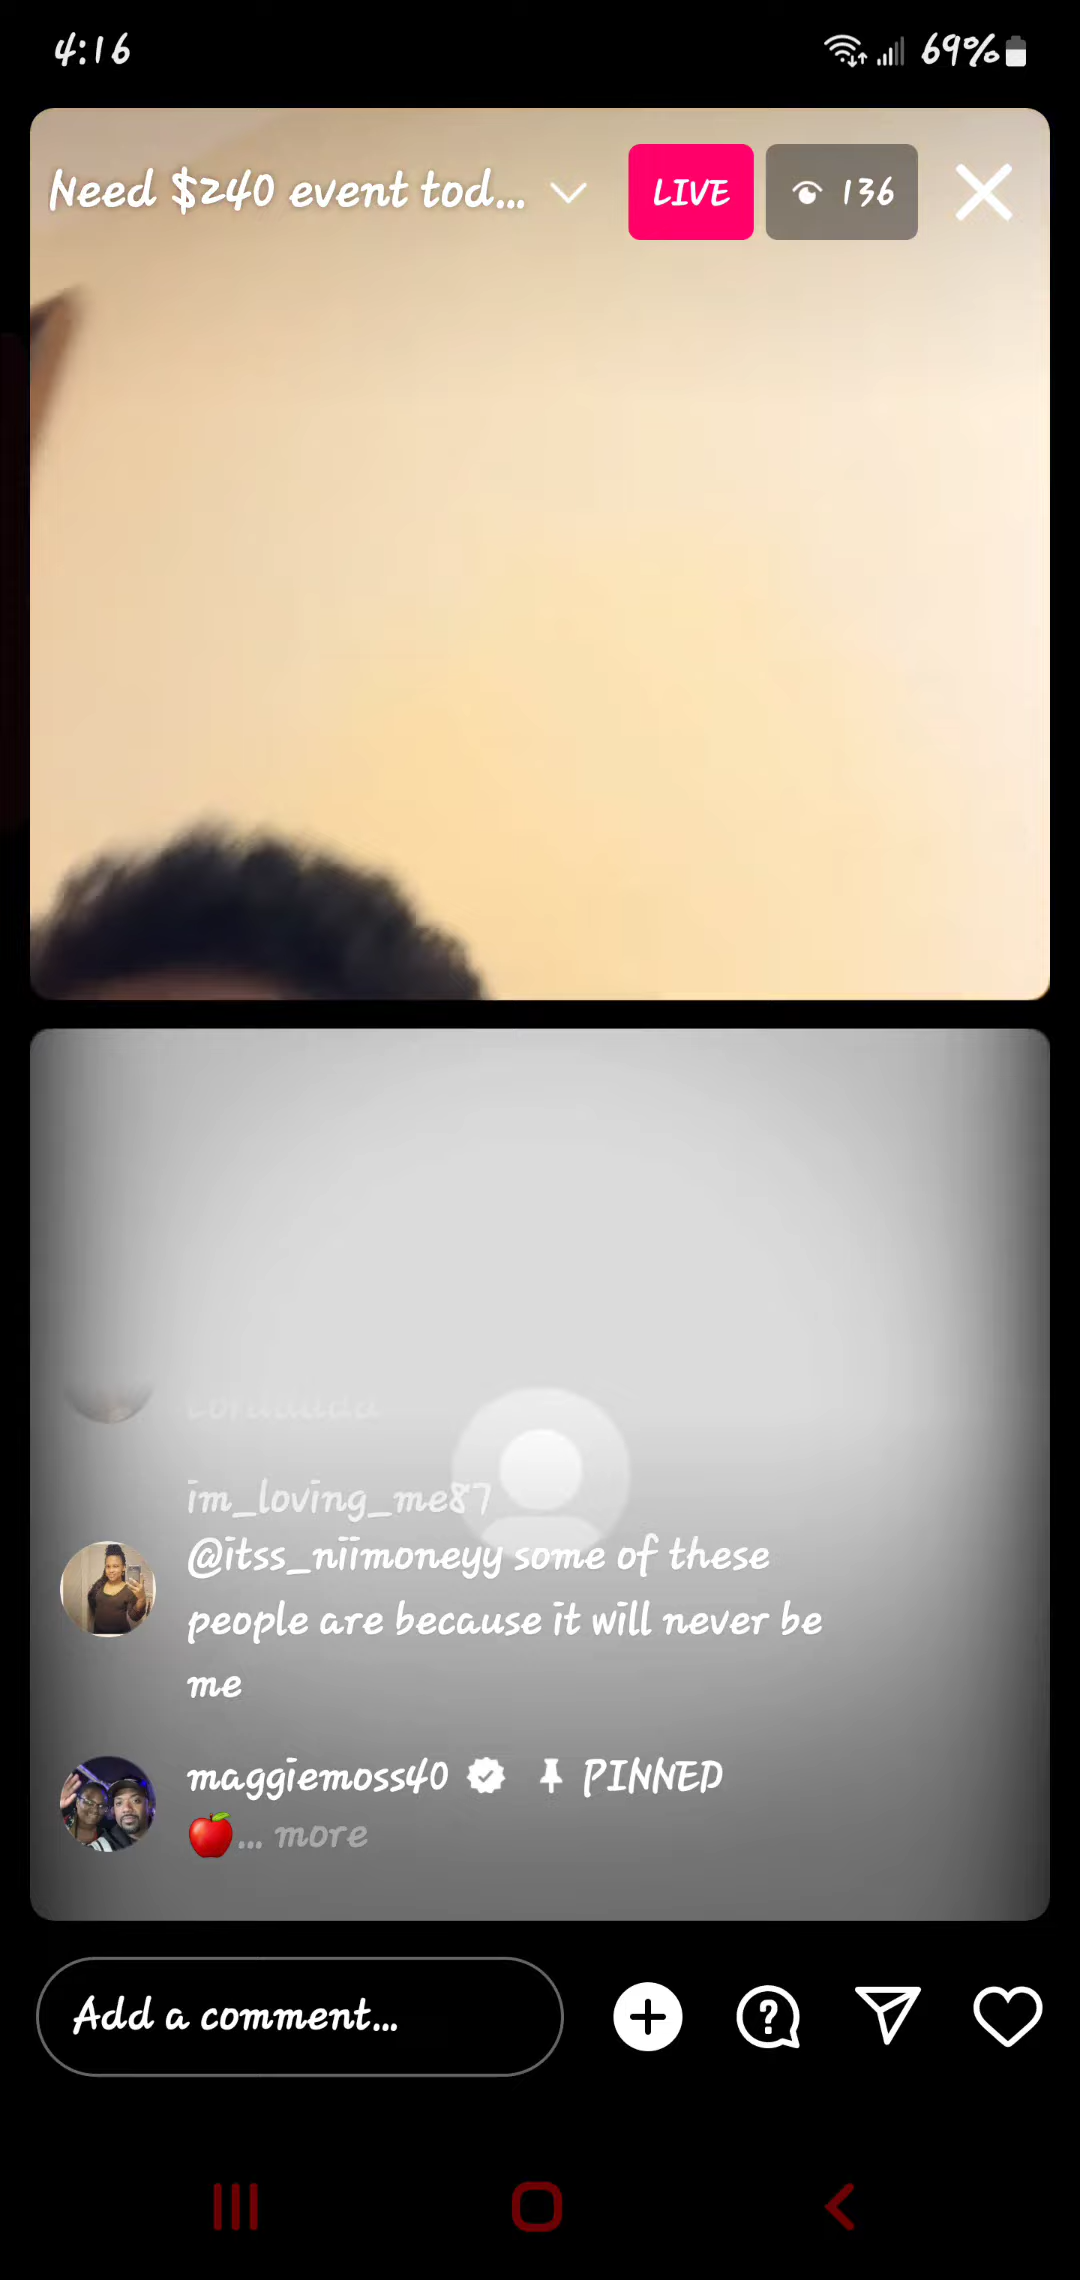 4:16 69%
Need $240 event tod... LIVE 136
im_loving_me87
@itss_niimoneyy some of these
people are because it will never be
me
maggiemoss40 PINNED
🍎... more
Add a comment...